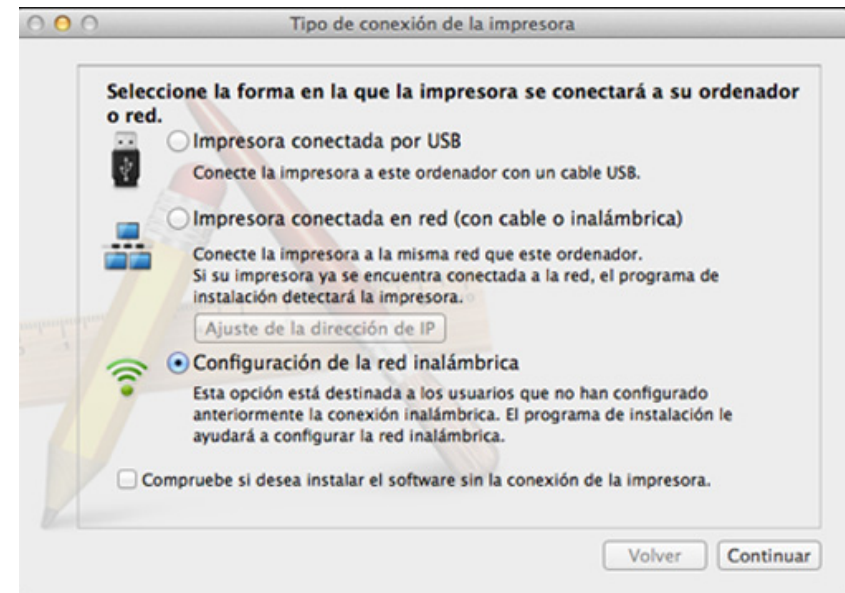 Tipo de conexión de la impresora
Seleccione la forma en la que la impresora se conectará a su ordenador
o red.
Impresora conectada por USB
Conecte la impresora a este ordenador con un cable USB.
Impresora conectada en red (con cable o inalámbrica)
Conecte la impresora a la misma red que este ordenador.
Si su impresora ya se encuentra conectada a la red, el programa de
instalación detectará la impresora.
Ajuste de la dirección de IP
Configuración de la red inalámbrica
Esta opción está destinada a los usuarios que no han configurado
anteriormente la conexión inalámbrica. El programa de instalación le
ayudará a configurar la red inalámbrica.
Compruebe si desea instalar el software sin la conexión de la impresora.
Volver
Continuar